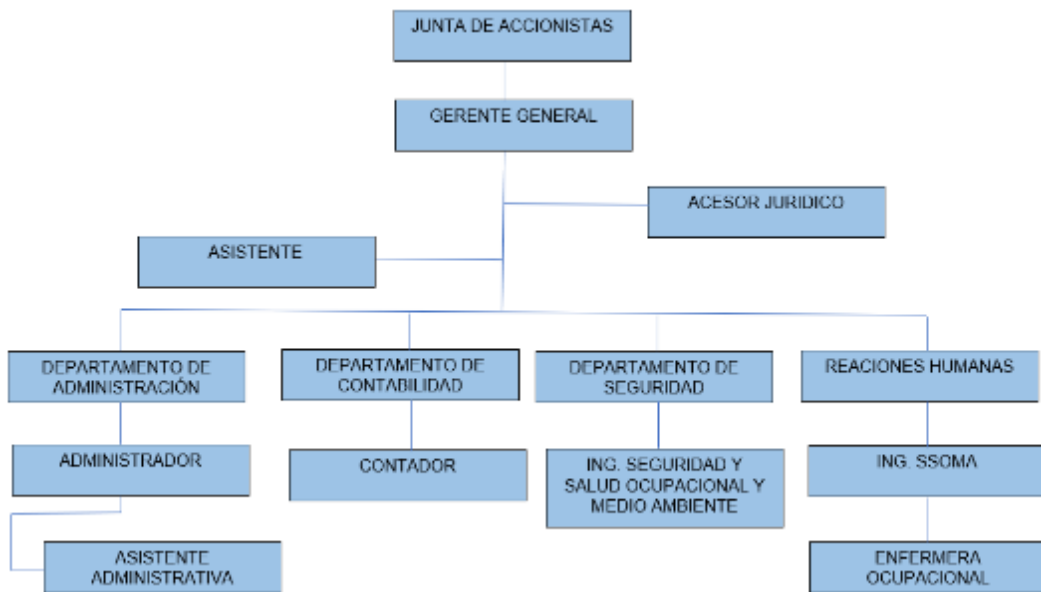 JUNTA DE ACCIONISTAS
GERENTE GENERAL
ACESOR JURIDICO
ASISTENTE
DEPARTAMENTO DE
ADMINISTRACIÓN
DEPARTAMENTO DE
CONTABILIDAD
DEPARTAMENTO DE
SEGURIDAD
REACIONES HUMANAS
ADMINISTRADOR
CONTADOR
ING. SEGURIDAD Y
SALUD OCUPACIONAL Y
MEDIO AMBIENTE
ING. SSOMA
ASISTENTE
ADMINISTRATIVA
ENFERMERA
OCUPACIONAL